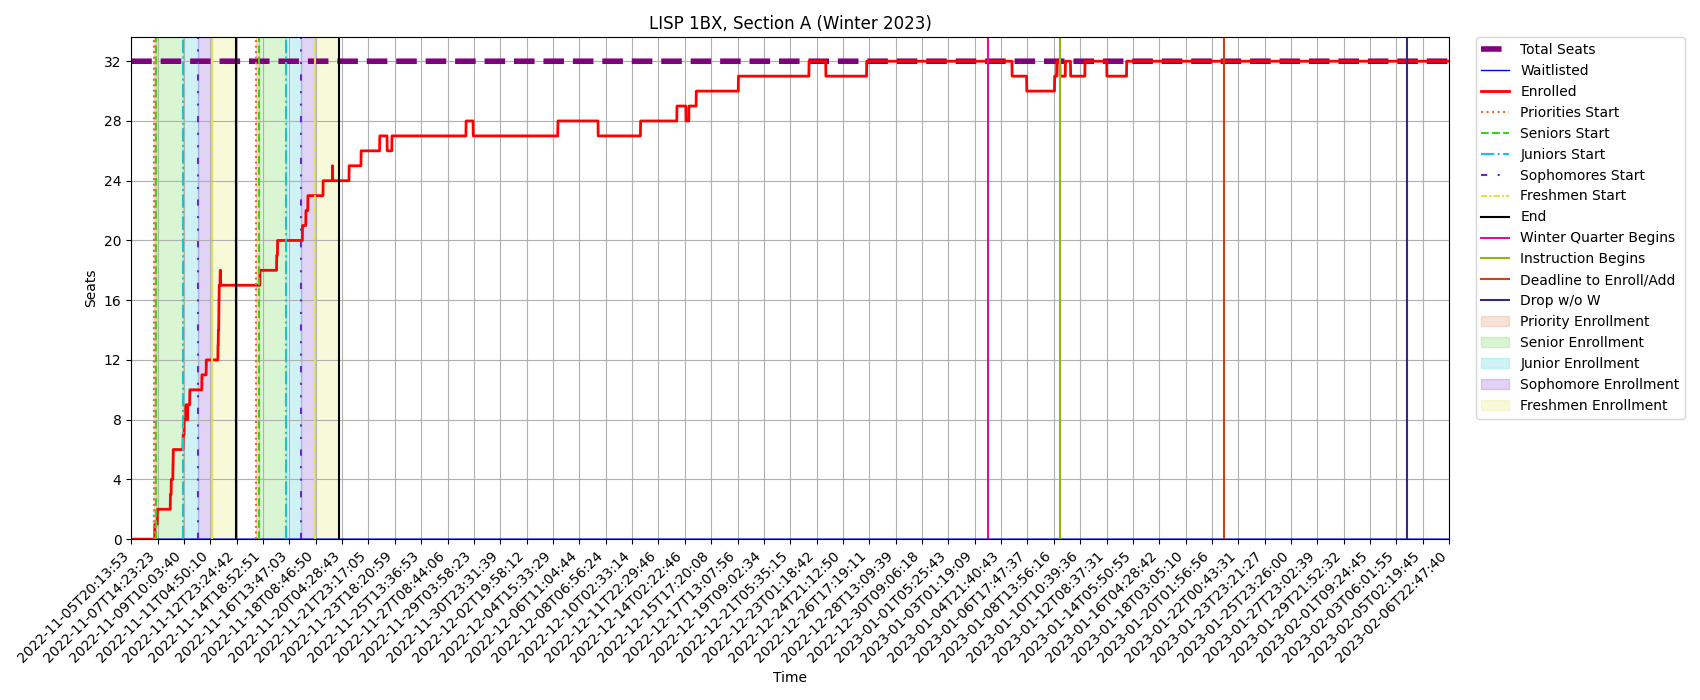 LISP 1BX, Section A (Winter 2023)
Seats
32
28
24
20
16
12
8
4
0
2022-11-05T20:13:53
2022-11-07T14:23:23
2022-11-09T10:03:40
2022-11-11T04:50:10
2022-11-12T23:24:42
2022-11-14T18:52:51
2022-11-16T13:47:03
2022-11-18T08:46:50
2022-11-20T04:28:43
2022-11-21T23:17:05
2022-11-23T18:20:59
2022-11-25T13:36:53
2022-11-27T08:44:06
2022-11-29T03:58:23
2022-11-30T23:31:39
2022-12-02T19:58:12
2022-12-04T15:33:29
2022-12-06T11:04:44
2022-12-08T06:56:24
2022-12-10T02:33:14
2022-12-11T22:29:46
2022-12-14T02:22:46
2022-12-15T17:20:08
2022-12-17T13:07:56
2022-12-19T09:02:34
2022-12-21T05:35:15
2022-12-23T01:18:42
2022-12-24T21:12:50
2022-12-26T17:19:11
2022-12-28T13:09:39
2022-12-30T09:06:18
2023-01-01T05:25:43
2023-01-03T01:19:09
2023-01-04T21:40:43
2023-01-06T17:47:37
2023-01-08T13:56:16
2023-01-10T10:39:36
2023-01-12T08:37:31
2023-01-14T05:50:55
2023-01-16T04:28:42
2023-01-18T03:05:10
2023-01-20T01:56:56
2023-01-22T00:43:31
2023-01-23T23:21:27
2023-01-25T23:26:00
2023-01-27T23:02:39
2023-01-29T21:52:32
2023-02-01T09:24:45
2023-02-03T06:01:55
2023-02-05T02:19:45
2023-02-06T22:47:40
Time
Total Seats
Waitlisted
Enrolled
Priorities Start
Seniors Start
Juniors Start
Sophomores Start
Freshmen Start
End
Winter Quarter Begins
Instruction Begins
Deadline to Enroll/Add
Drop w/o W
Priority Enrollment
Senior Enrollment
Junior Enrollment
Sophomore Enrollment
Freshmen Enrollment